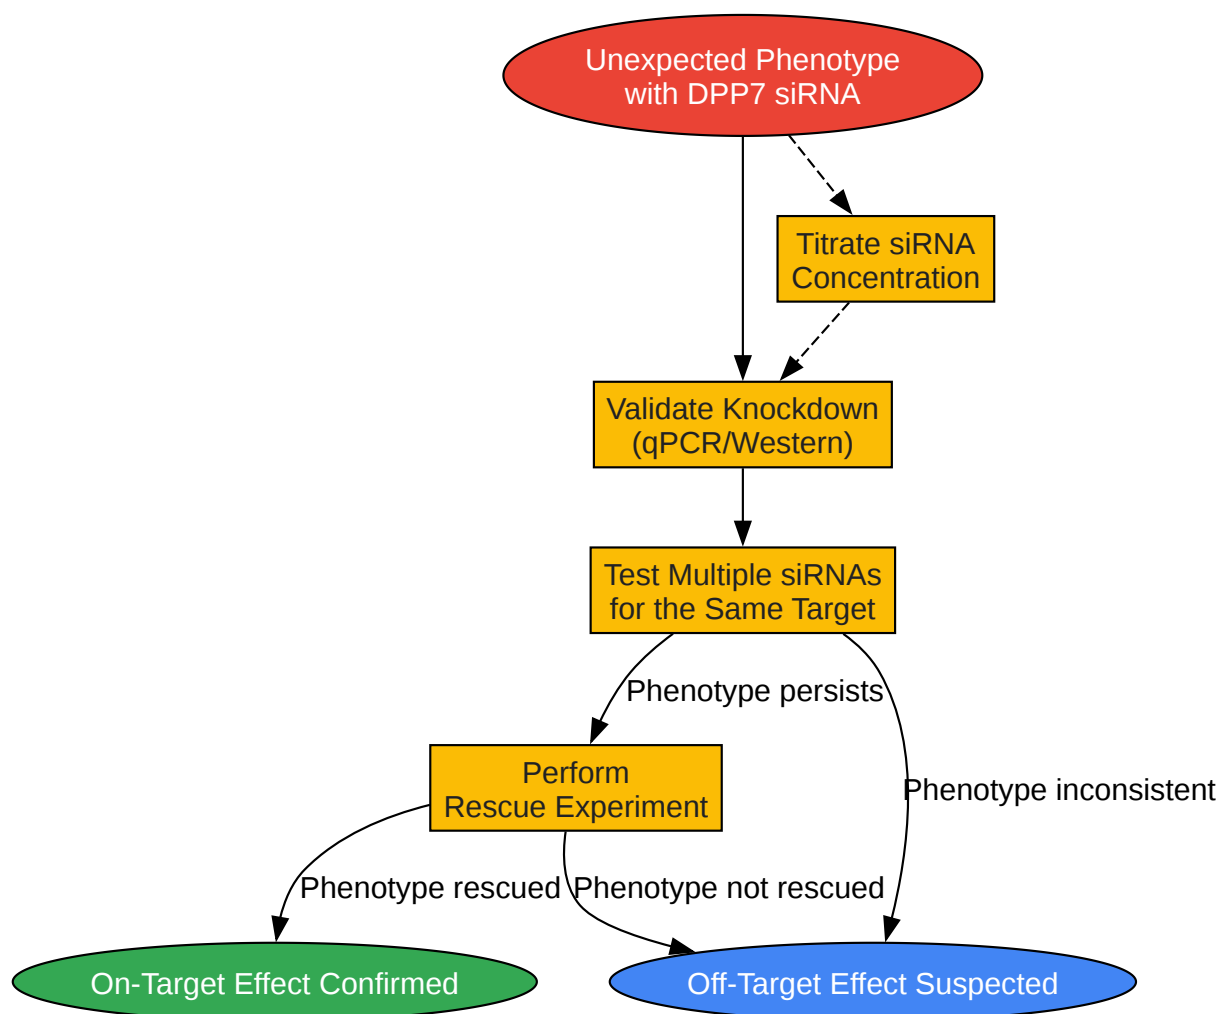 Unexpected Phenotype
with DPP7 siRNA
Titrate siRNA
Concentration
Validate Knockdown
(qPCR/Western)
Test Multiple siRNAs
for the Same Target
Phenotype persists
Perform
Rescue Experiment
Phenotype inconsistent
Phenotype rescued
Phenotype not rescued
On-Target Effect Confirmed
Off-Target Effect Suspected